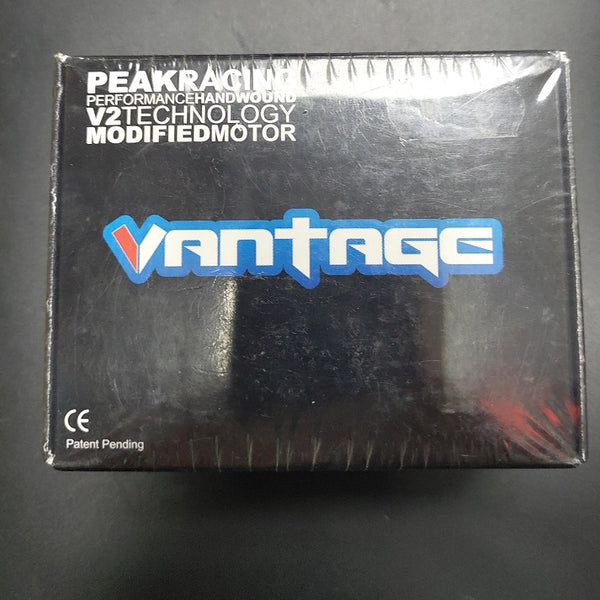 PEAKRACING
PERFORMANCEHANDWOUND
V2TECHNOLOGY
MODIFIEDMOTOR
VANTAGE
CE
Patent Pending